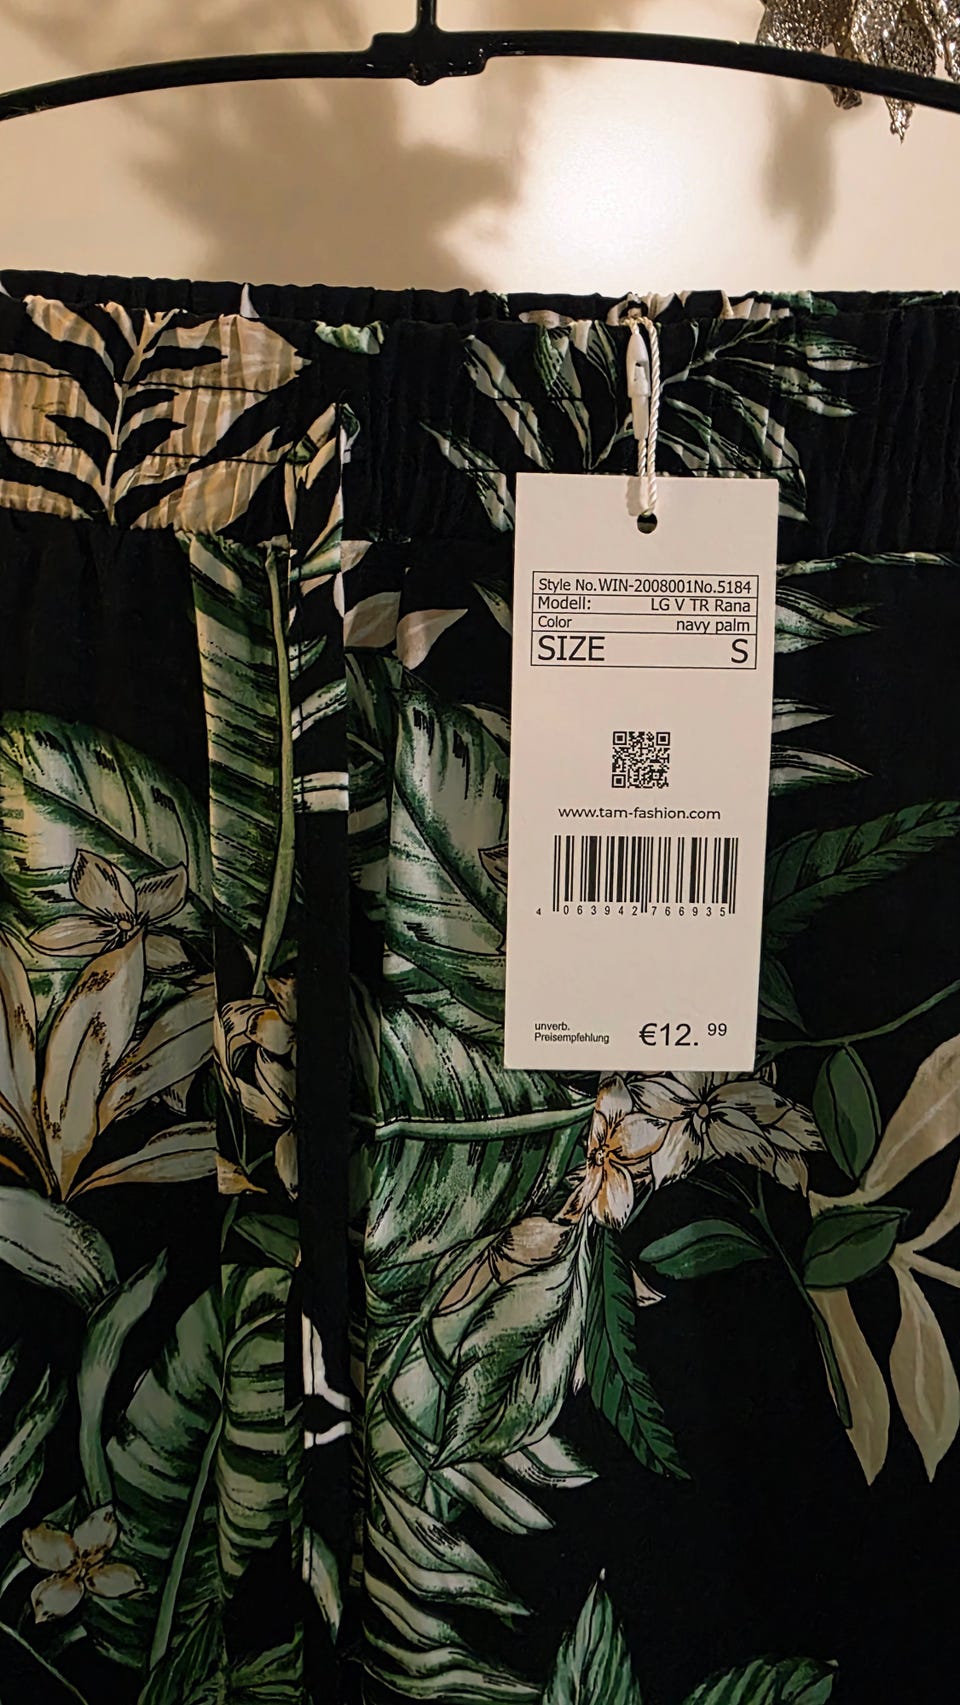 Style No.WIN-2008001No.5184
Modell: LG V TR Rana
Color navy palm
SIZE S
www.tam-fashion.com
4 063942 766935
unverb.
Preisempfehlung €12. 99